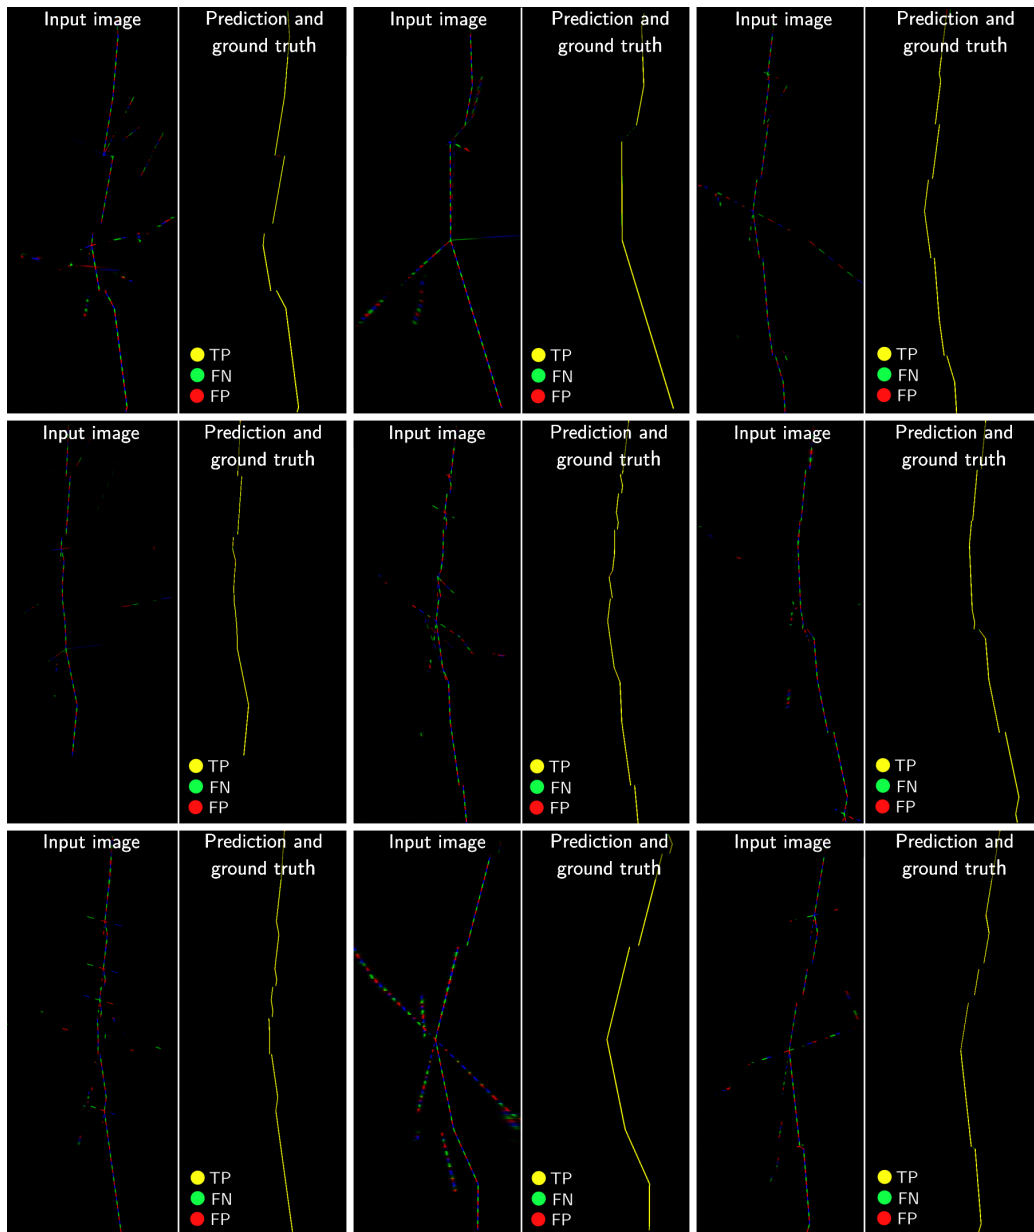 Input image
Prediction and
ground truth
TP
FN
FP
Input image
Prediction and
ground truth
TP
FN
FP
Input image
Prediction and
ground truth
TP
FN
FP
Input image
Prediction and
ground truth
TP
FN
FP
Input image
Prediction and
ground truth
TP
FN
FP
Input image
Prediction and
ground truth
TP
FN
FP
Input image
Prediction and
ground truth
TP
FN
FP
Input image
Prediction and
ground truth
TP
FN
FP
Input image
Prediction and
ground truth
TP
FN
FP